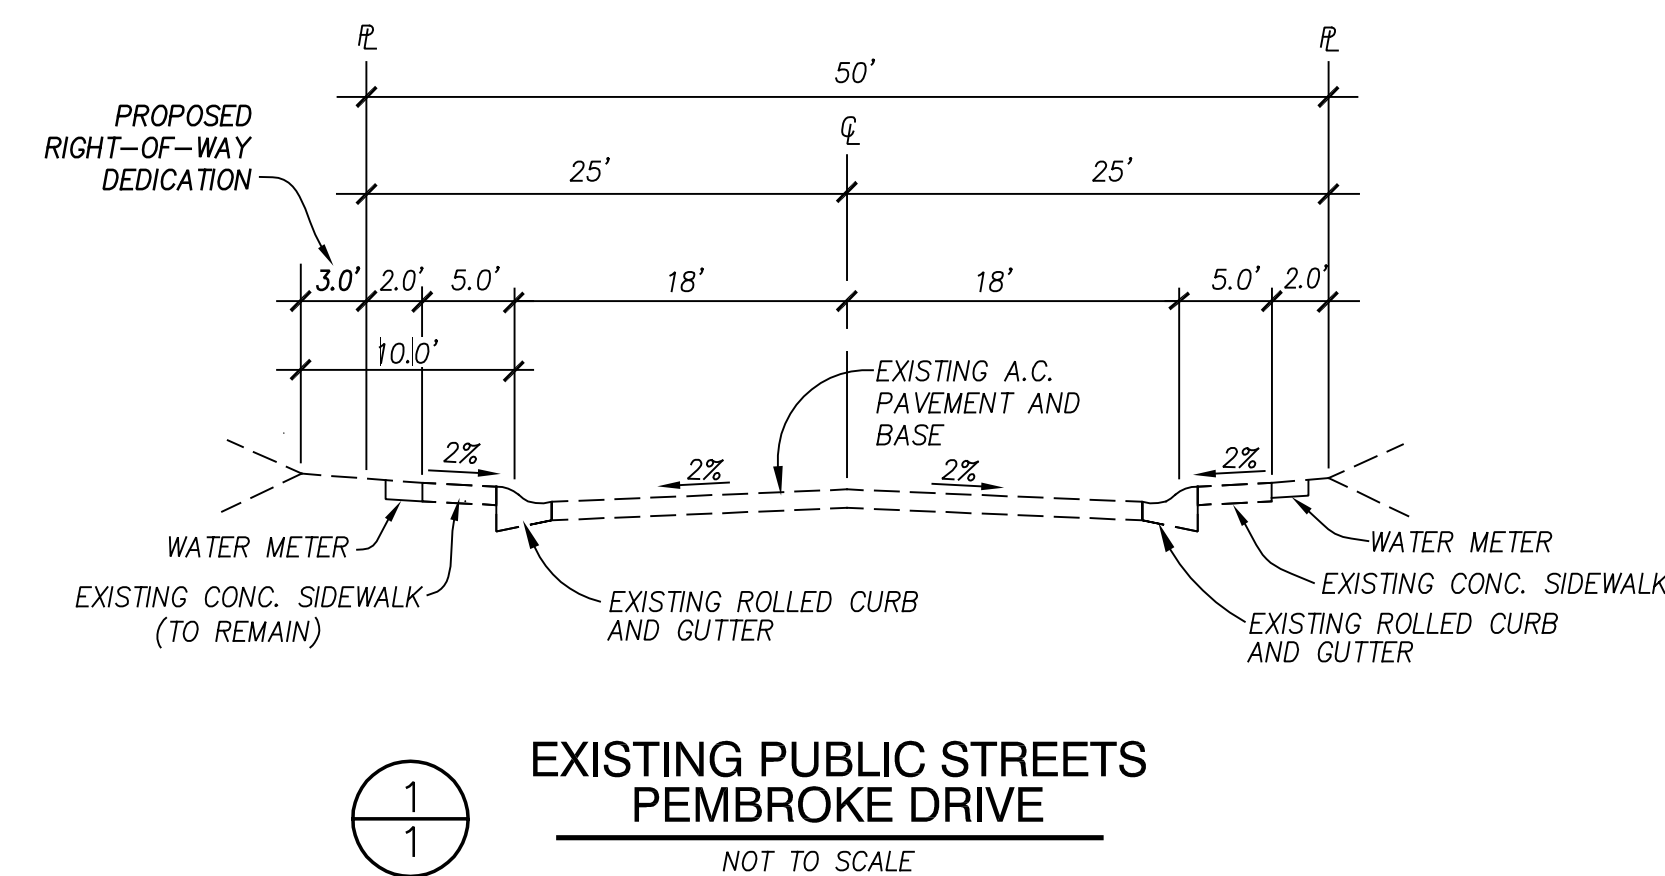 PL
PL
50'
PROPOSED
RIGHT-OF-WAY
DEDICATION
CL
25'
25'
3.0'
2.0'
5.0'
18'
18'
5.0'
2.0'
10.0'
EXISTING A.C.
PAVEMENT AND
BASE
2%
2%
2%
2%
WATER METER
WATER METER
EXISTING CONC. SIDEWALK
(TO REMAIN)
EXISTING ROLLED CURB
AND GUTTER
EXISTING CONC. SIDEWALK
EXISTING ROLLED CURB
AND GUTTER
EXISTING PUBLIC STREETS
PEMBROKE DRIVE
1
1
NOT TO SCALE